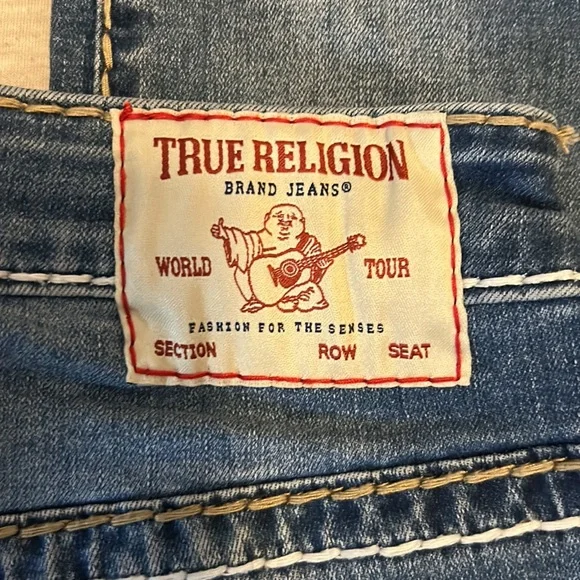 TRUE RELIGION
BRAND JEANS®
WORLD TOUR
FASHION FOR THE SENSES
SECTION ROW SEAT